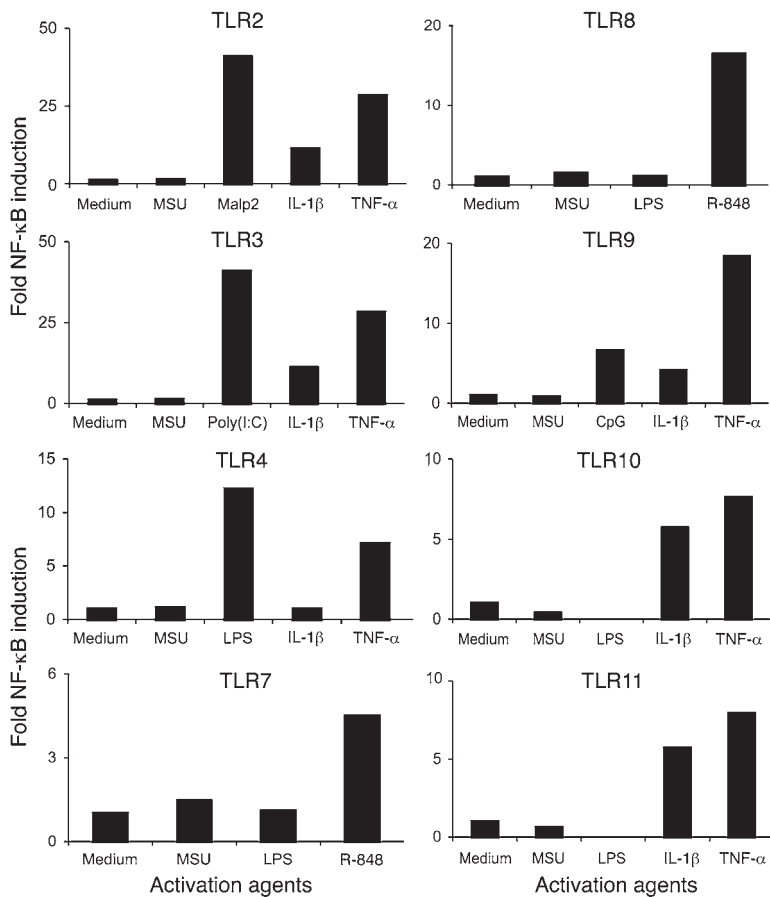 TLR2
50
25
0
Medium MSU Malp2 IL-1β TNF-α
TLR3
50
25
0
Medium MSU Poly(I:C) IL-1β TNF-α
Fold NF-κB induction
TLR4
15
10
5
0
Medium MSU LPS IL-1β TNF-α
TLR7
6
3
0
Medium MSU LPS R-848
Fold NF-κB induction
Activation agents
TLR8
20
10
0
Medium MSU LPS R-848
TLR9
20
10
0
Medium MSU CpG IL-1β TNF-α
TLR10
10
5
0
Medium MSU LPS IL-1β TNF-α
TLR11
10
5
0
Medium MSU LPS IL-1β TNF-α
Activation agents